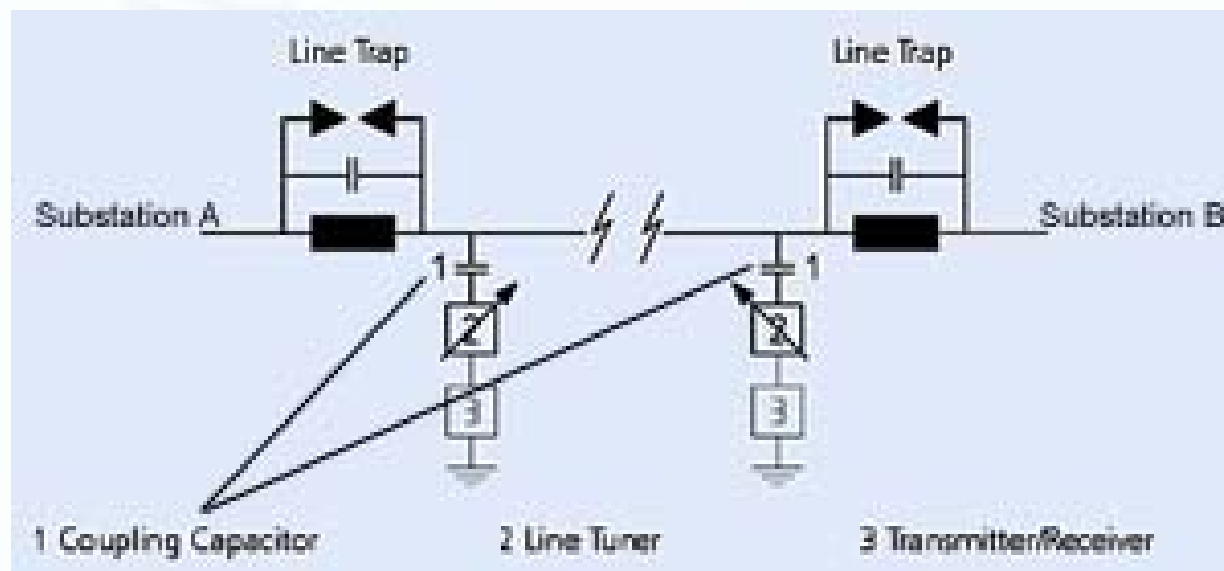 Line Trap Line Trap
Substation A Substation B
1 1
2 2
3 3
1 Coupling Capacitor 2 Line Tuner 3 Transmitter/Receiver